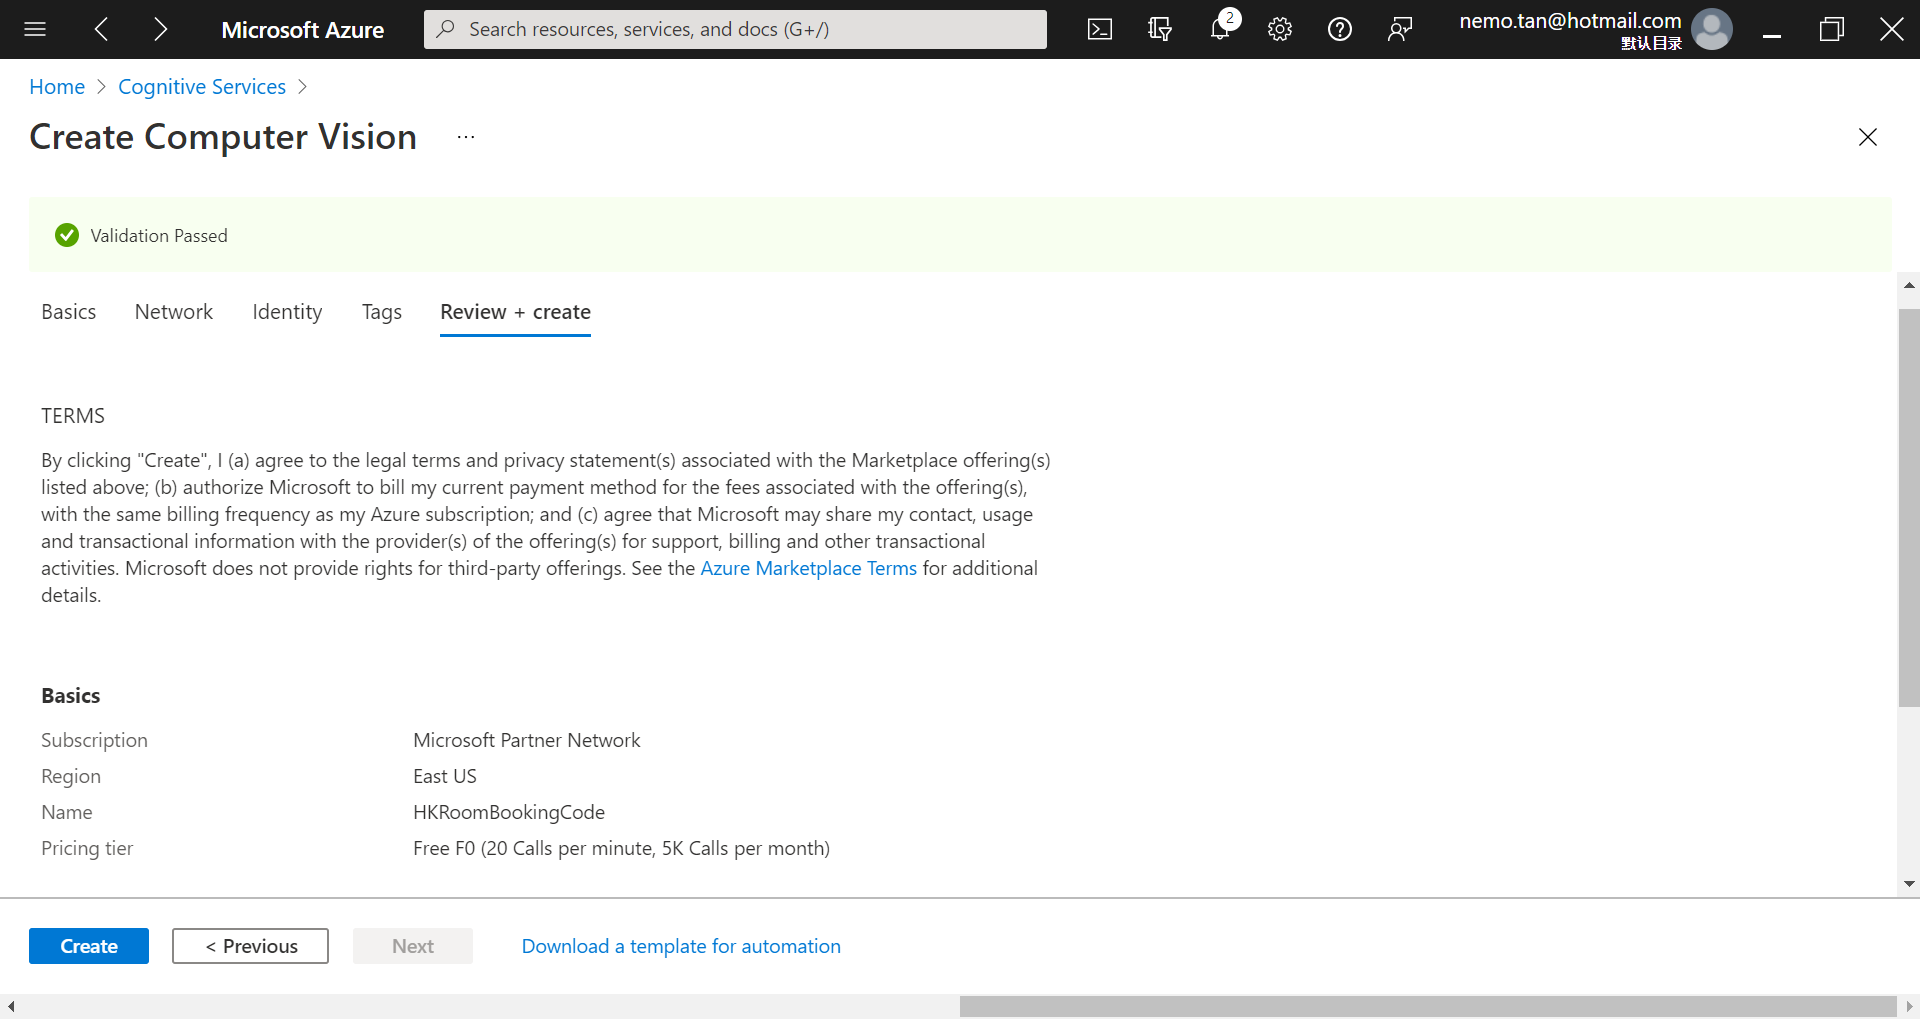 Microsoft Azure
Search resources, services, and docs (G+/)
2
nemo.tan@hotmail.com
默认目录
Home
Cognitive Services
Create Computer Vision
...
Validation Passed
Basics
Network
Identity
Tags
Review + create
TERMS
By clicking "Create", I (a) agree to the legal terms and privacy statement(s) associated with the Marketplace offering(s)
listed above; (b) authorize Microsoft to bill my current payment method for the fees associated with the offering(s),
with the same billing frequency as my Azure subscription; and (c) agree that Microsoft may share my contact, usage
and transactional information with the provider(s) of the offering(s) for support, billing and other transactional
activities. Microsoft does not provide rights for third-party offerings. See the Azure Marketplace Terms for additional
details.
Basics
Subscription
Microsoft Partner Network
Region
East US
Name
HKRoomBookingCode
Pricing tier
Free F0 (20 Calls per minute, 5K Calls per month)
Create
< Previous
Next
Download a template for automation